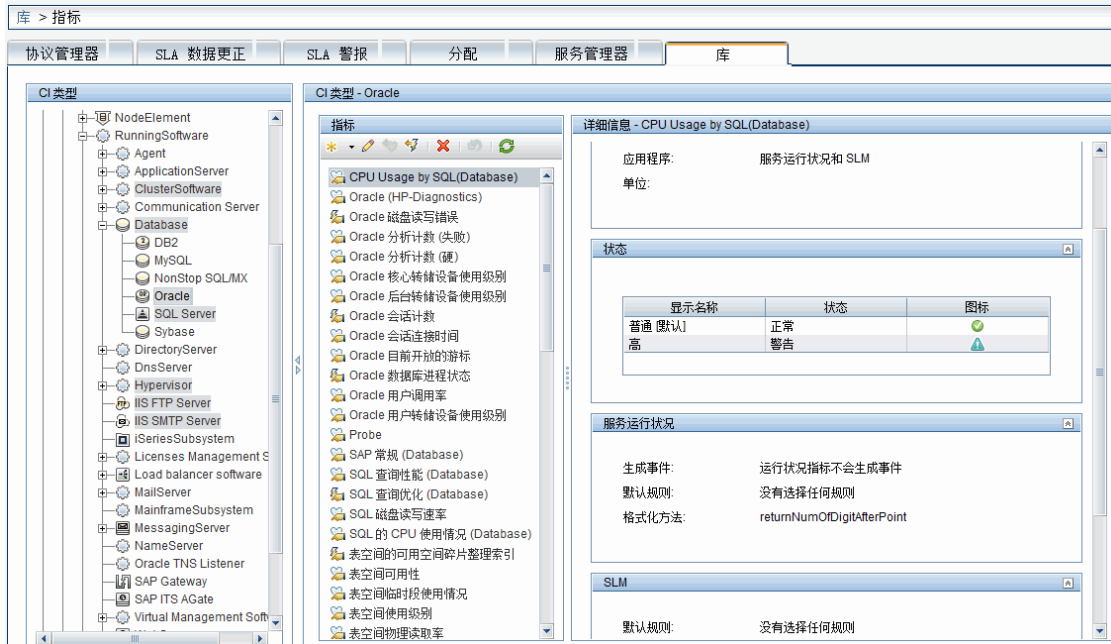 库 > 指标
协议管理器
SLA 数据更正
SLA 警报
分配
服务管理器
库
CI 类型
NodeElement
RunningSoftware
Agent
ApplicationServer
ClusterSoftware
Communication Server
Database
DB2
MySQL
NonStop SQL/MX
Oracle
SQL Server
Sybase
DirectoryServer
DnsServer
Hypervisor
IIS FTP Server
IIS SMTP Server
iSeriesSubsystem
Licenses Management S
Load balancer software
MailServer
MainframeSubsystem
MessagingServer
NameServer
Oracle TNS Listener
SAP Gateway
SAP ITS AGate
Virtual Management Softw
CI 类型 - Oracle
指标
CPU Usage by SQL(Database)
Oracle (HP-Diagnostics)
Oracle 磁盘读写错误
Oracle 分析计数 (失败)
Oracle 分析计数 (硬)
Oracle 核心转储设备使用级别
Oracle 后台转储设备使用级别
Oracle 会话计数
Oracle 会话连接时间
Oracle 目前开放的游标
Oracle 数据库进程状态
Oracle 用户调用率
Oracle 用户转储设备使用级别
Probe
SAP 常规 (Database)
SQL 查询性能 (Database)
SQL 查询优化 (Database)
SQL 磁盘读写速率
SQL 的 CPU 使用情况 (Database)
表空间的可用空间碎片整理索引
表空间可用性
表空间临时段使用情况
表空间使用级别
表空间物理读取率
详细信息 - CPU Usage by SQL(Database)
应用程序: 服务运行状况和 SLM
单位:
状态
显示名称 状态 图标
普通 [默认] 正常
高 警告
服务运行状况
生成事件: 运行状况指标不会生成事件
默认规则: 没有选择任何规则
格式化方法: returnNumOfDigitAfterPoint
SLM
默认规则: 没有选择任何规则